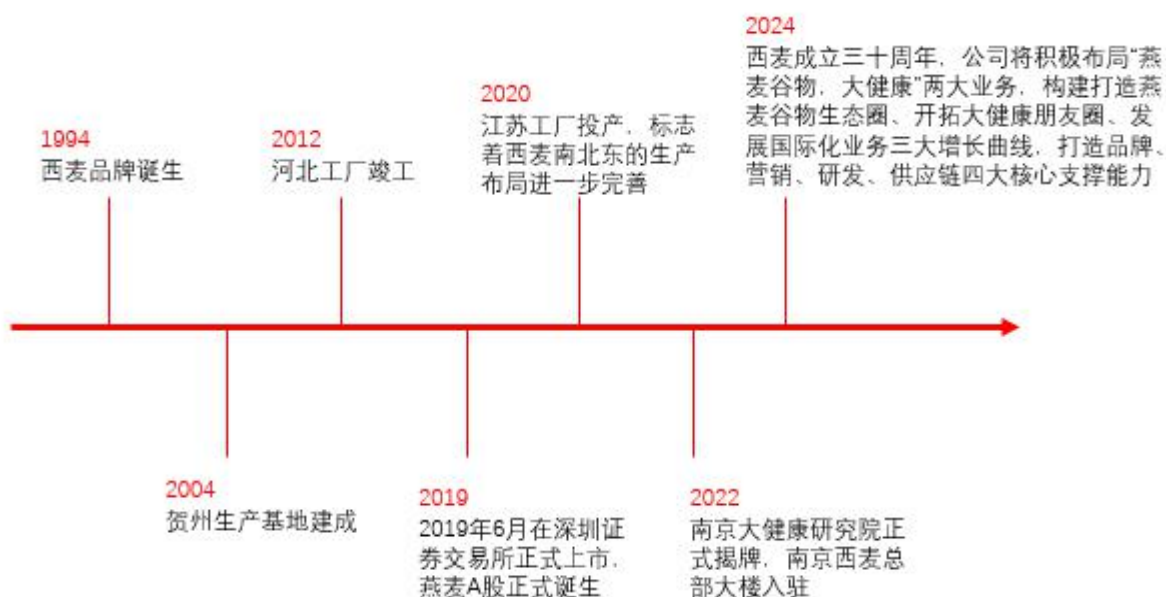 1994
西麦品牌诞生
2004
贺州生产基地建成
2012
河北工厂竣工
2019
2019年6月在深圳证
券交易所正式上市，
燕麦A股正式诞生
2020
江苏工厂投产，标志
着西麦南北东的生产
布局进一步完善
2022
南京大健康研究院正
式揭牌，南京西麦总
部大楼入驻
2024
西麦成立三十周年，公司将积极布局“燕
麦谷物，大健康”两大业务，构建打造燕
麦谷物生态圈、开拓大健康朋友圈、发
展国际化业务三大增长曲线，打造品牌、
营销、研发、供应链四大核心支撑能力